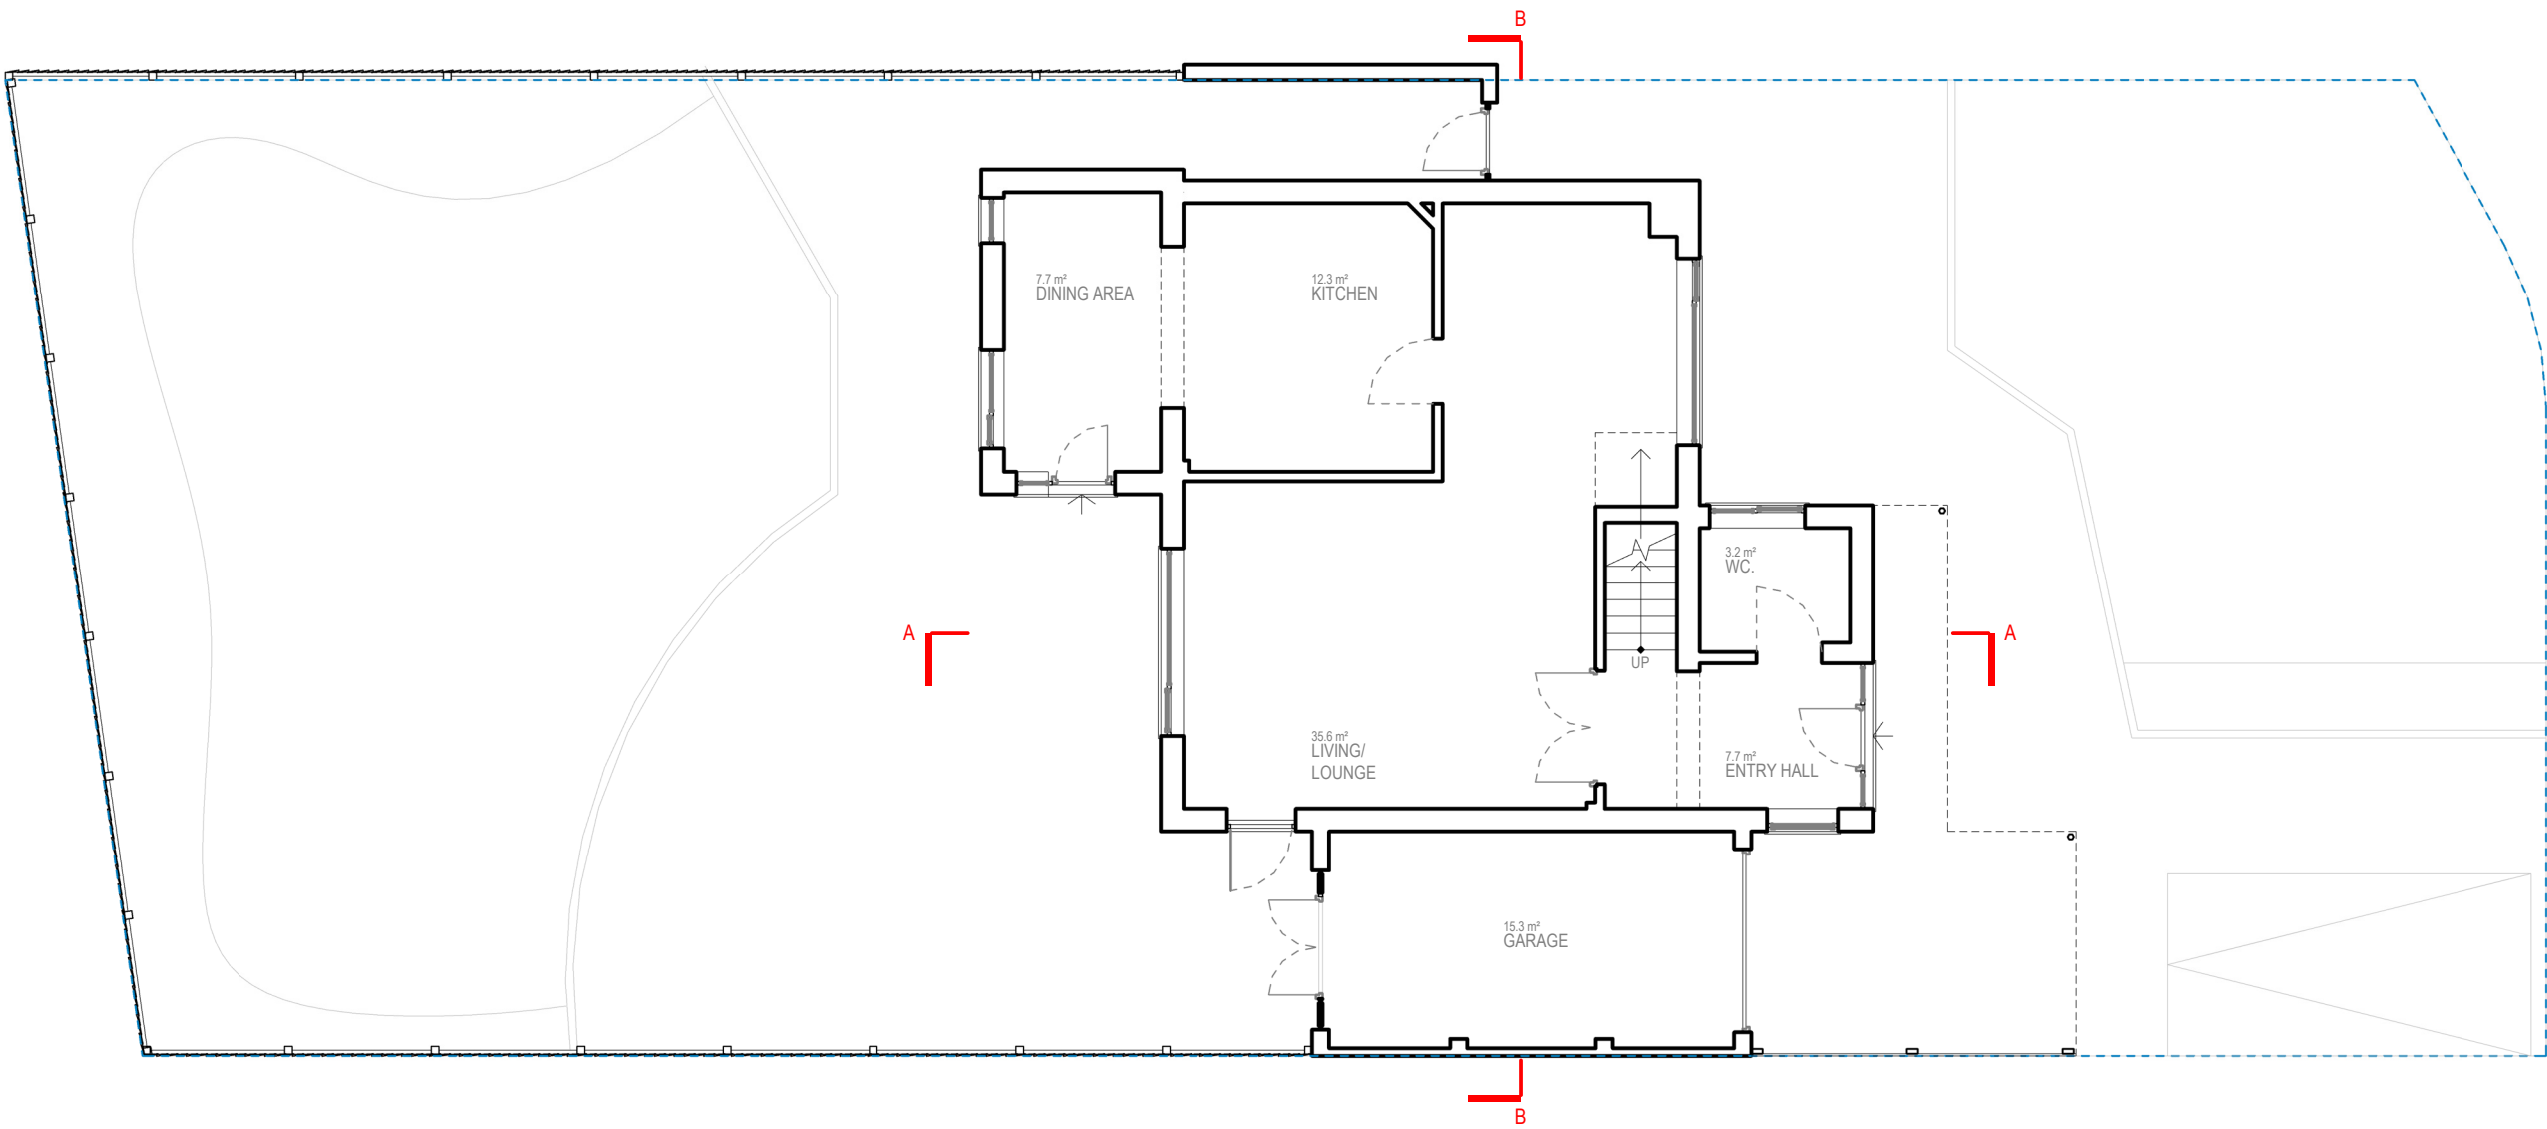 B
7.7 m²
DINING AREA
12.3 m²
KITCHEN
3.2 m²
WC.
A
A
UP
35.6 m²
LIVING/
LOUNGE
7.7 m²
ENTRY HALL
15.3 m²
GARAGE
B